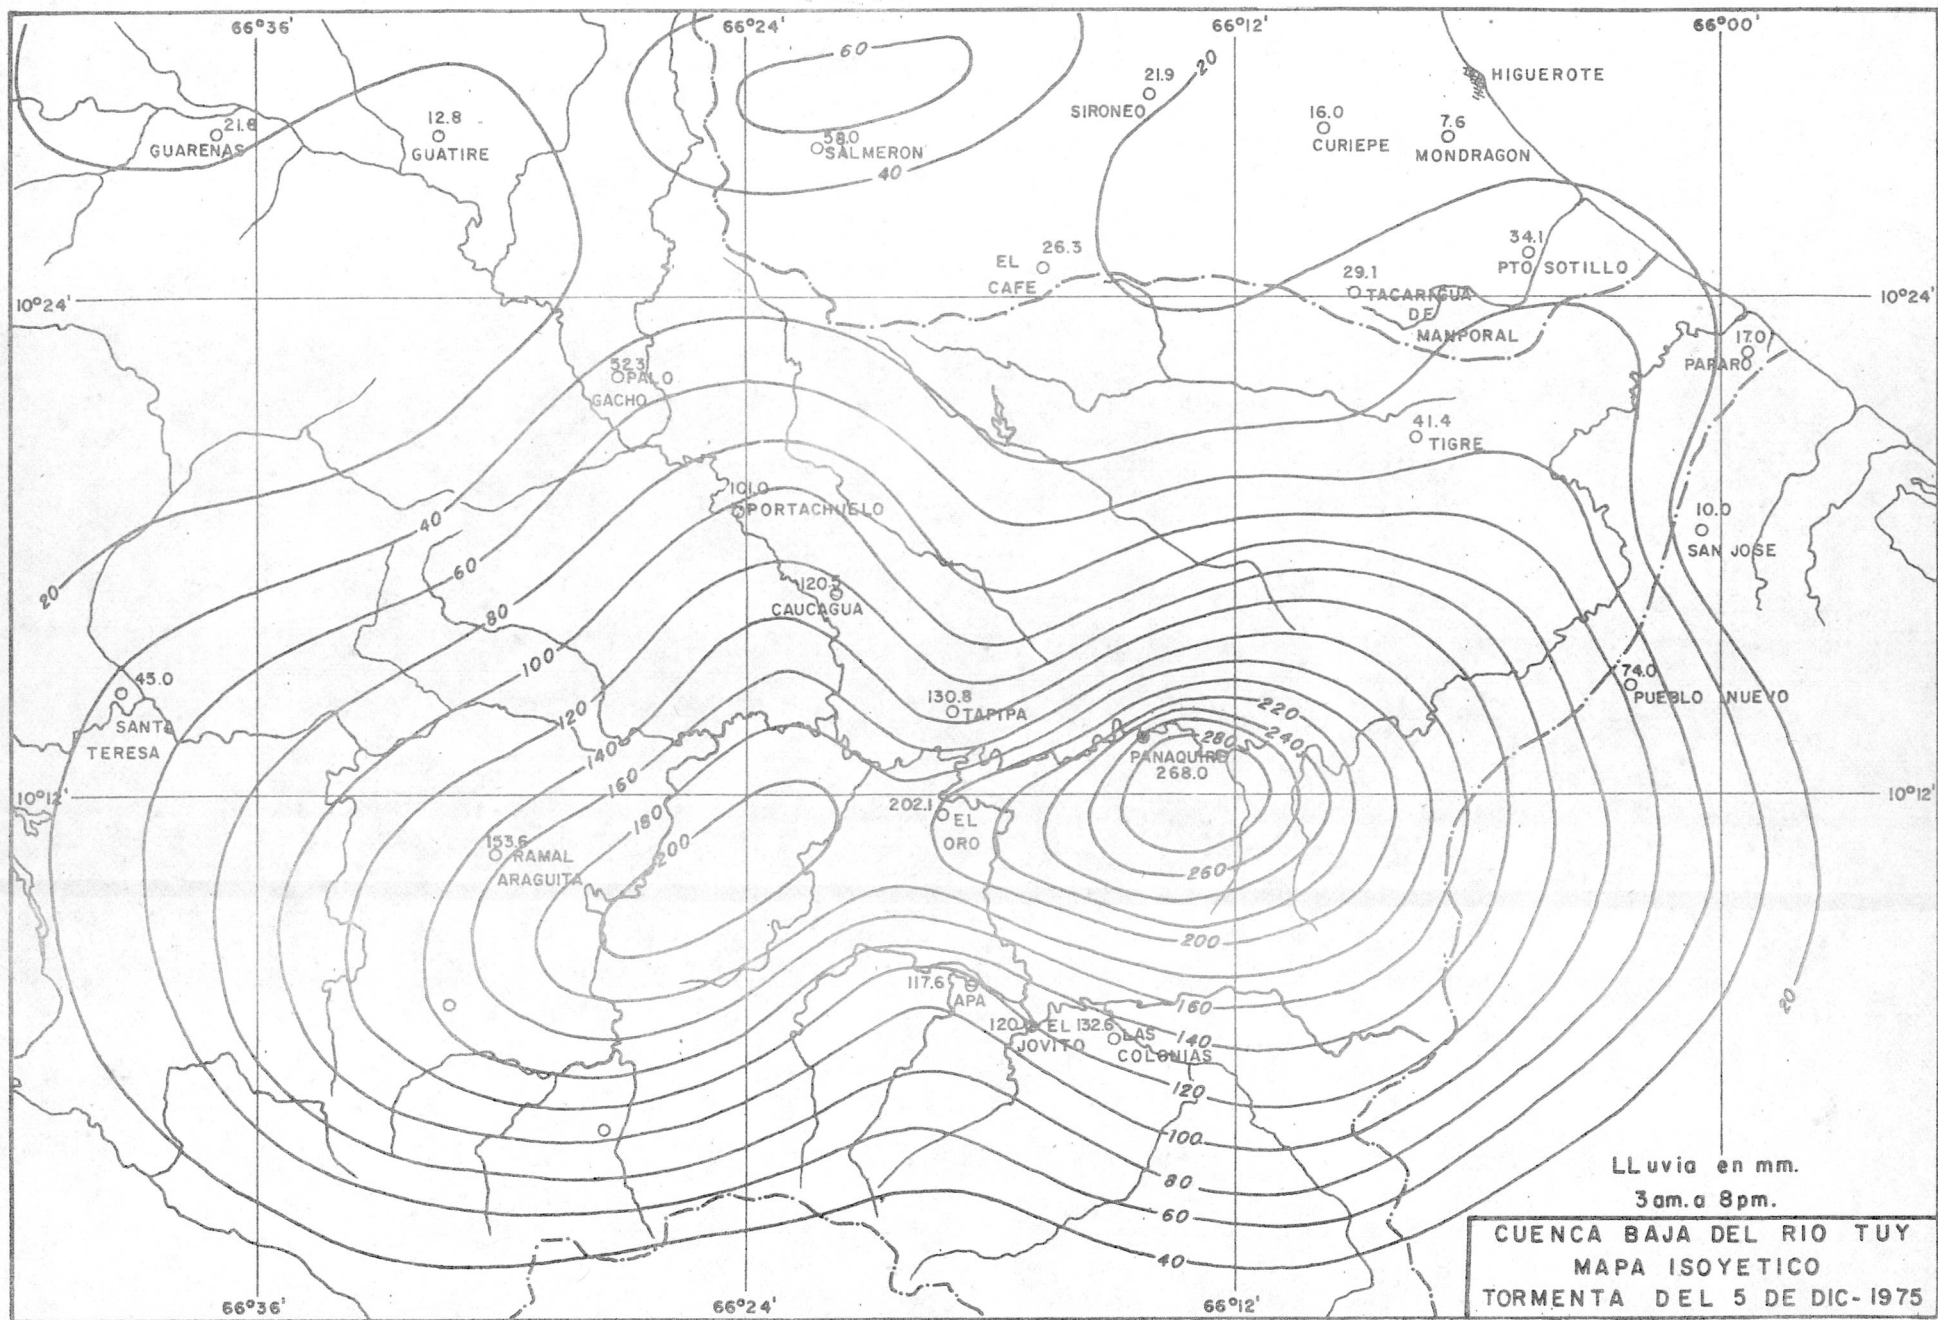 66°36'
66°24'
66°12'
66°00'
60
20
HIGUEROTE
21.9
SIRONEO
21.8
GUARENAS
12.8
GUATIRE
16.0
CURIEPE
7.6
MONDRAGON
58.0
SALMERON
40
34.1
PTO SOTILLO
EL
CAFE
26.3
29.1
TACARIGUA
DE
MANPORAL
10°24'
10°24'
17.0
PAPARO
52.3
PALO
GACHO
41.4
TIGRE
101.0
PORTACHUELO
10.0
SAN JOSE
40
60
20
80
120.5
CAUCAGUA
100
45.0
SANTA
TERESA
74.0
PUEBLO NUEVO
130.8
TAPIPA
120
220
140
280
240
PANAQUIRE
268.0
160
10°12'
10°12'
202.1
EL
ORO
180
200
153.6
RAMAL
ARAGUITA
260
200
117.6
APA
160
20
120
EL
JOVITO
132.6
LAS
COLONIAS
140
120
100
80
60
40
LLuvia en mm.
3am. a 8pm.
CUENCA BAJA DEL RIO TUY
MAPA ISOYETICO
TORMENTA DEL 5 DE DIC-1975
66°36'
66°24'
66°12'